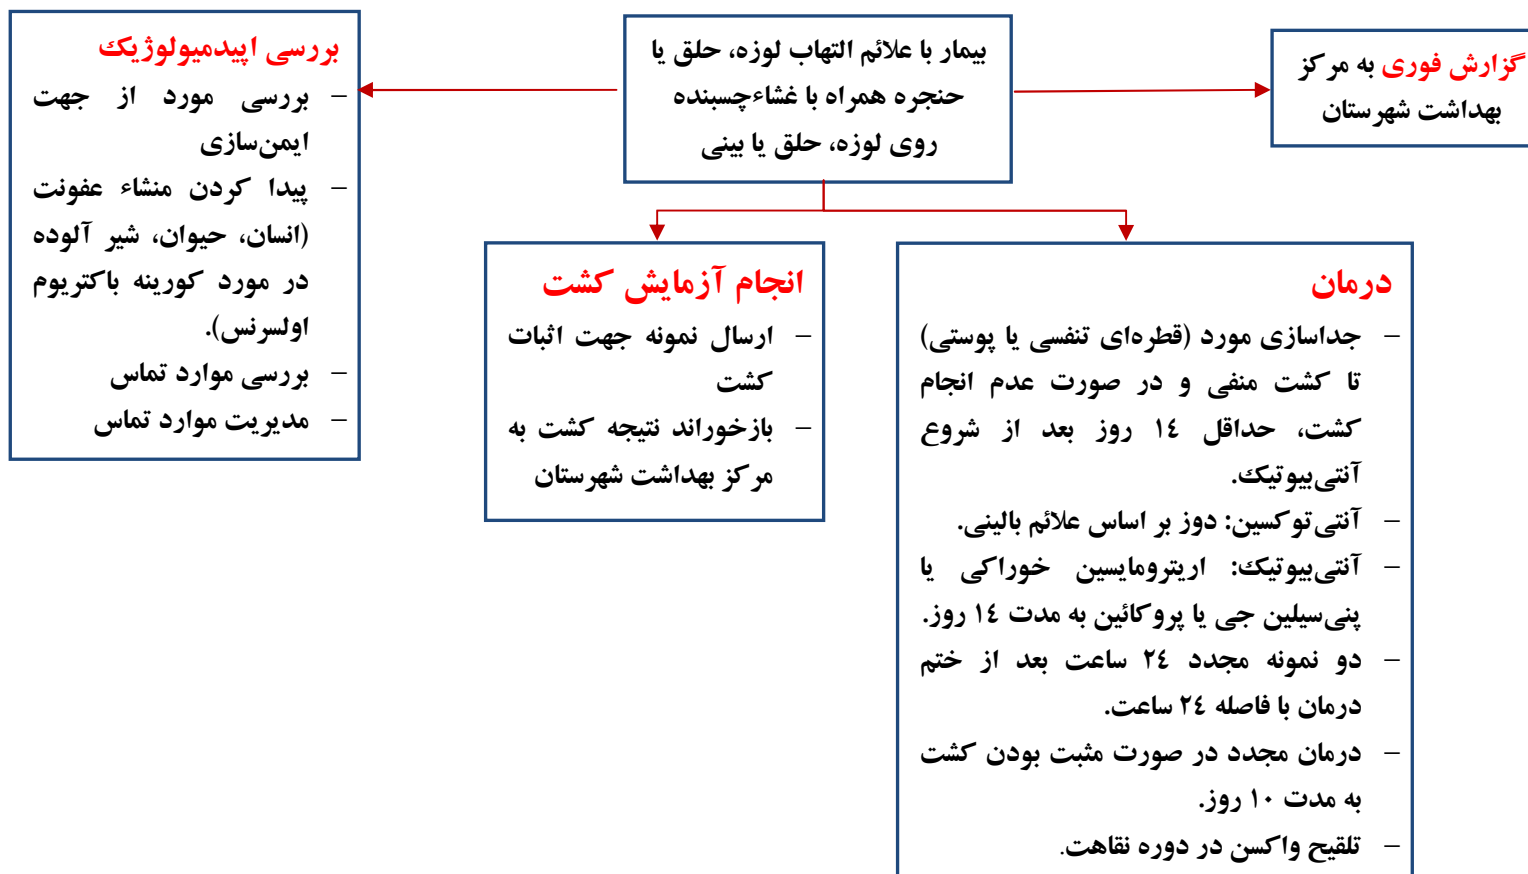 بیمار با علائم التهاب لوزه، حلق یا
حنجره همراه با غشاءچسبنده
روی لوزه، حلق یا بینی
گزارش فوری به مرکز
بهداشت شهرستان
بررسی اپیدمیولوژیک
– بررسی مورد از جهت
ایمن‌سازی
– پیدا کردن منشاء عفونت
(انسان، حیوان، شیر آلوده
در مورد کورینه باکتریوم
اولسرنس).
– بررسی موارد تماس
– مدیریت موارد تماس
انجام آزمایش کشت
– ارسال نمونه جهت اثبات
کشت
– بازخوراند نتیجه کشت به
مرکز بهداشت شهرستان
درمان
– جداسازی مورد (قطره‌ای تنفسی یا پوستی)
تا کشت منفی و در صورت عدم انجام
کشت، حداقل ١٤ روز بعد از شروع
آنتی‌بیوتیک.
– آنتی‌توکسین: دوز بر اساس علائم بالینی.
– آنتی‌بیوتیک: اریترومایسین خوراکی یا
پنی‌سیلین جی یا پروکائین به مدت ١٤ روز.
– دو نمونه مجدد ٢٤ ساعت بعد از ختم
درمان با فاصله ٢٤ ساعت.
– درمان مجدد در صورت مثبت بودن کشت
به مدت ١٠ روز.
– تلقیح واکسن در دوره نقاهت.